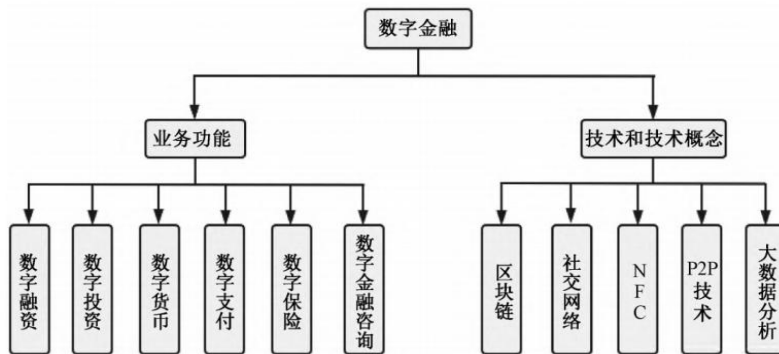 数字金融
业务功能
技术和技术概念
数字融资
数字投资
数字货币
数字支付
数字保险
数字金融咨询
区块链
社交网络
NFC
P2P技术
大数据分析